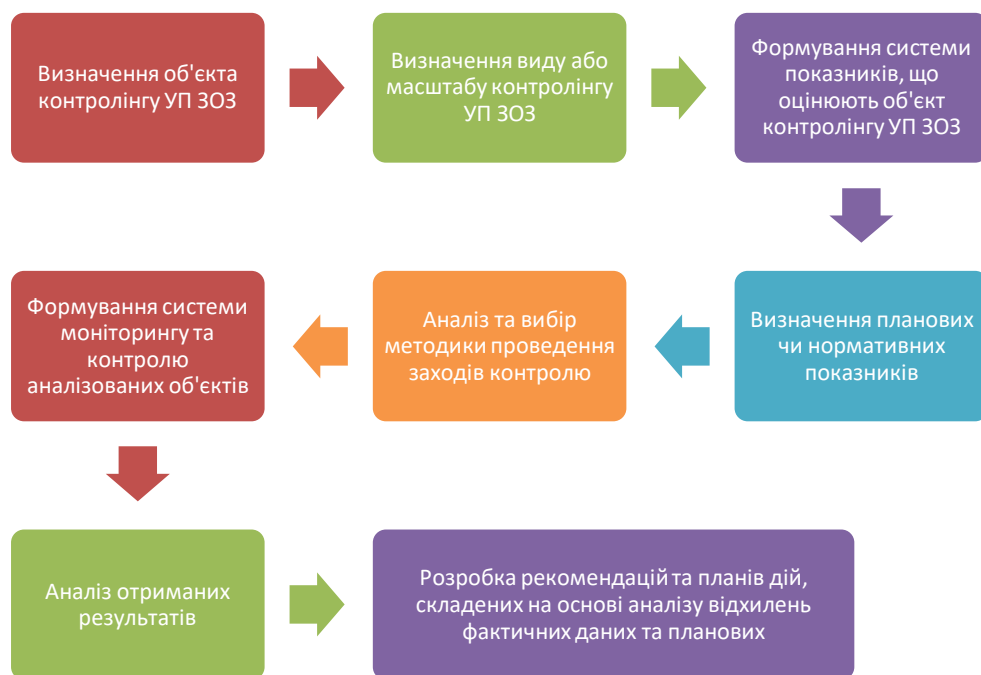 Визначення об'єкта
контролінгу УП ЗОЗ
Визначення виду або
масштабу контролінгу
УП ЗОЗ
Формування системи
показників, що
оцінюють об'єкт
контролінгу УП ЗОЗ
Визначення планових
чи нормативних
показників
Аналіз та вибір
методики проведення
заходів контролю
Формування системи
моніторингу та
контролю
аналізованих об'єктів
Аналіз отриманих
результатів
Розробка рекомендацій та планів дій,
складених на основі аналізу відхилень
фактичних даних та планових